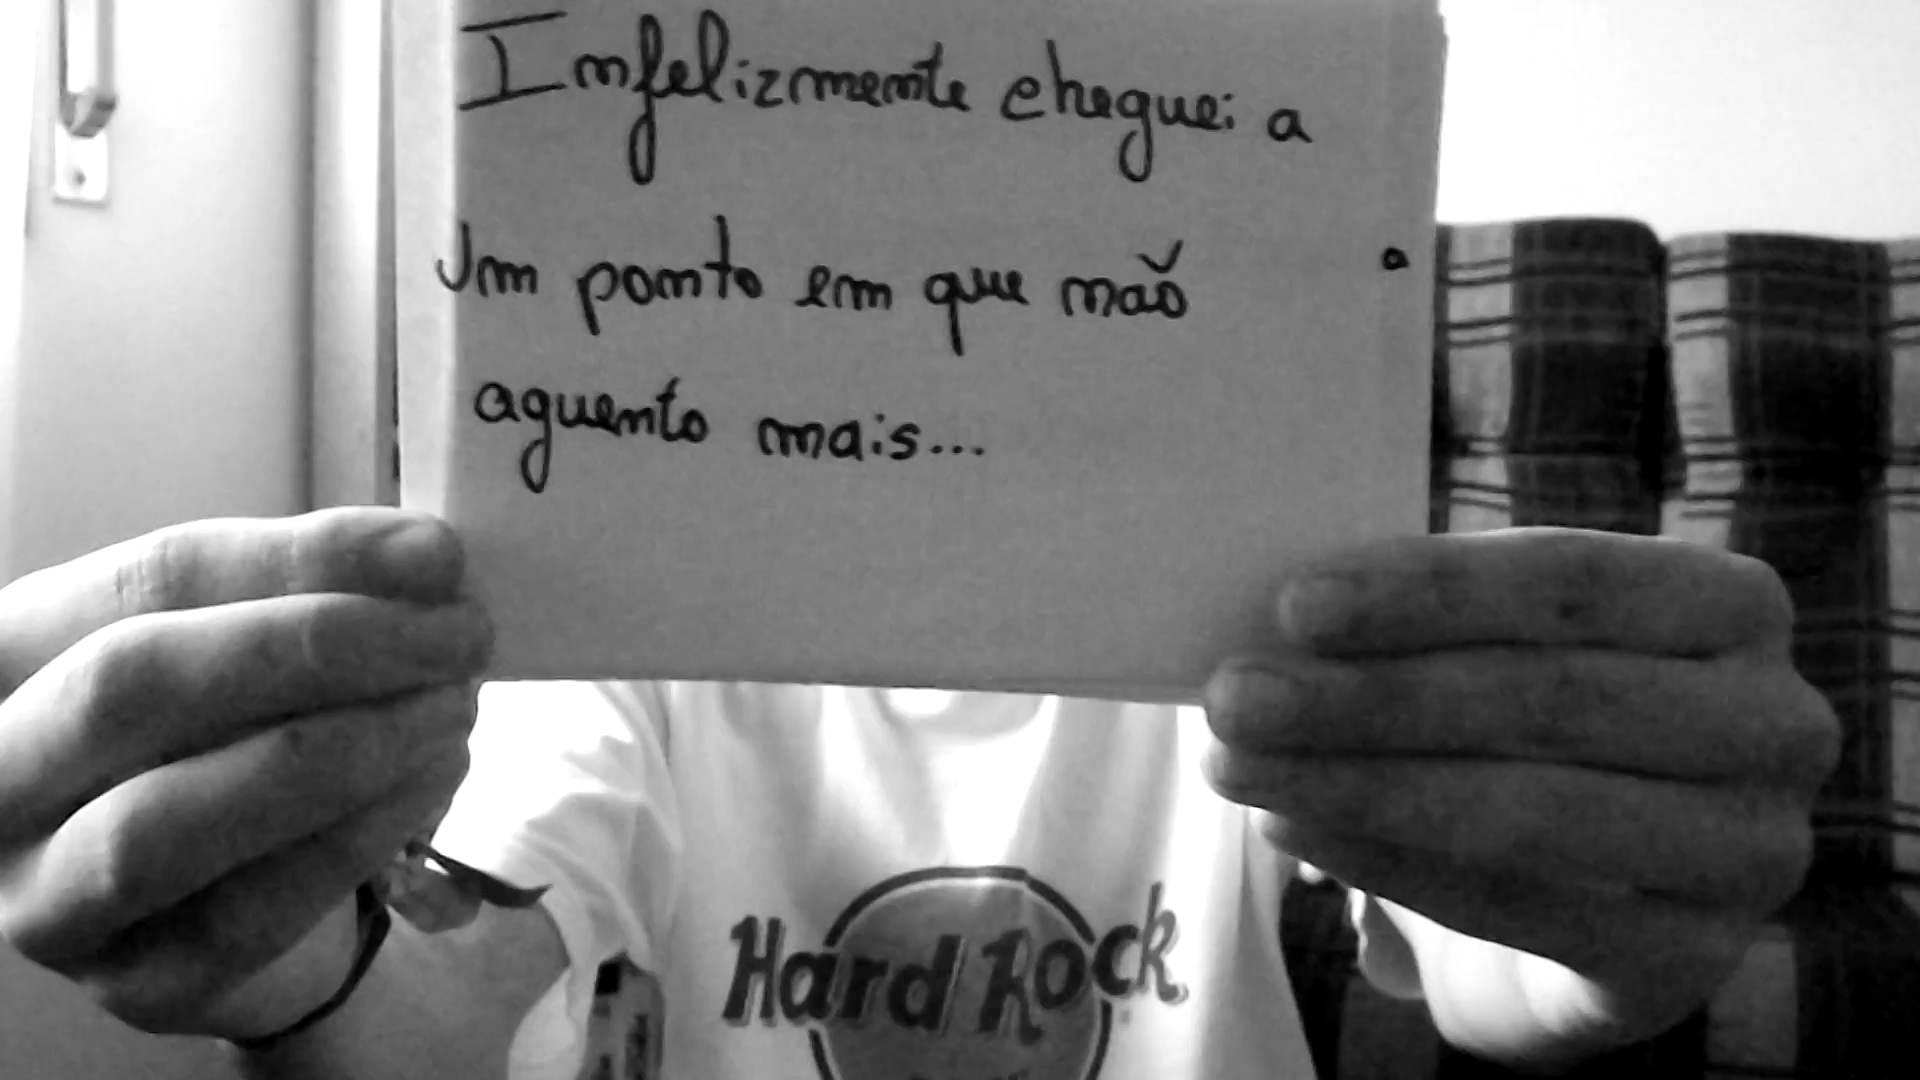 Infelizmente cheguei a
um ponto em que não
aguento mais...
Hard Rock